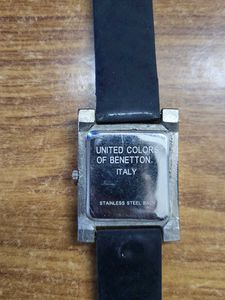 UNITED COLORS
OF BENETTON.
ITALY
STAINLESS STEEL BACK